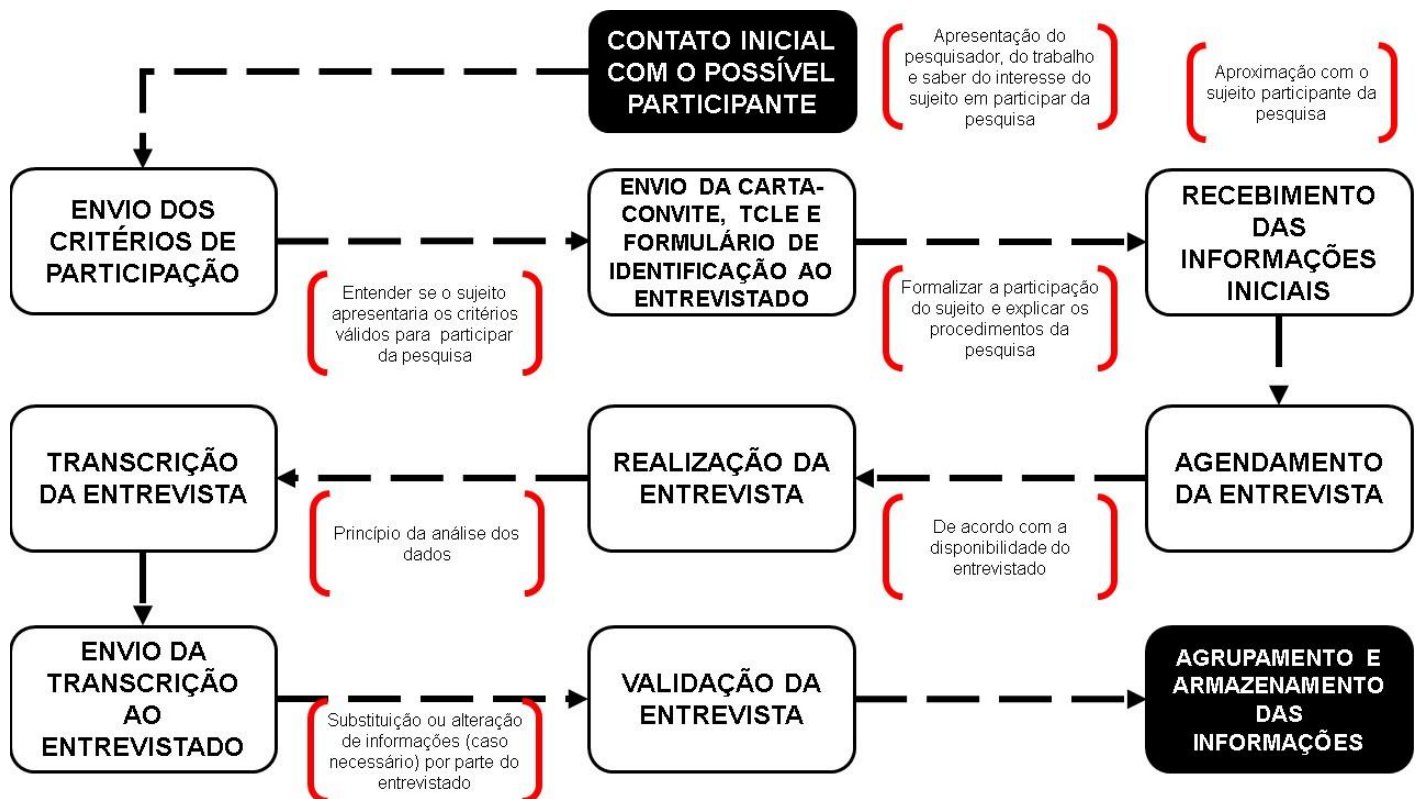 CONTATO INICIAL
COM O POSSÍVEL
PARTICIPANTE
Apresentação do
pesquisador, do trabalho
e saber do interesse do
sujeito em participar da
pesquisa
Aproximação com o
sujeito participante da
pesquisa
ENVIO DOS
CRITÉRIOS DE
PARTICIPAÇÃO
Entender se o sujeito
apresentaria os critérios
válidos para participar
da pesquisa
ENVIO DA CARTA-
CONVITE, TCLE E
FORMULÁRIO DE
IDENTIFICAÇÃO AO
ENTREVISTADO
Formalizar a participação
do sujeito e explicar os
procedimentos da
pesquisa
RECEBIMENTO
DAS
INFORMAÇÕES
INICIAIS
AGENDAMENTO
DA ENTREVISTA
De acordo com a
disponibilidade do
entrevistado
REALIZAÇÃO DA
ENTREVISTA
Princípio da análise dos
dados
TRANSCRIÇÃO
DA ENTREVISTA
ENVIO DA
TRANSCRIÇÃO
AO
ENTREVISTADO
Substituição ou alteração
de informações (caso
necessário) por parte do
entrevistado
VALIDAÇÃO DA
ENTREVISTA
AGRUPAMENTO E
ARMAZENAMENTO
DAS
INFORMAÇÕES